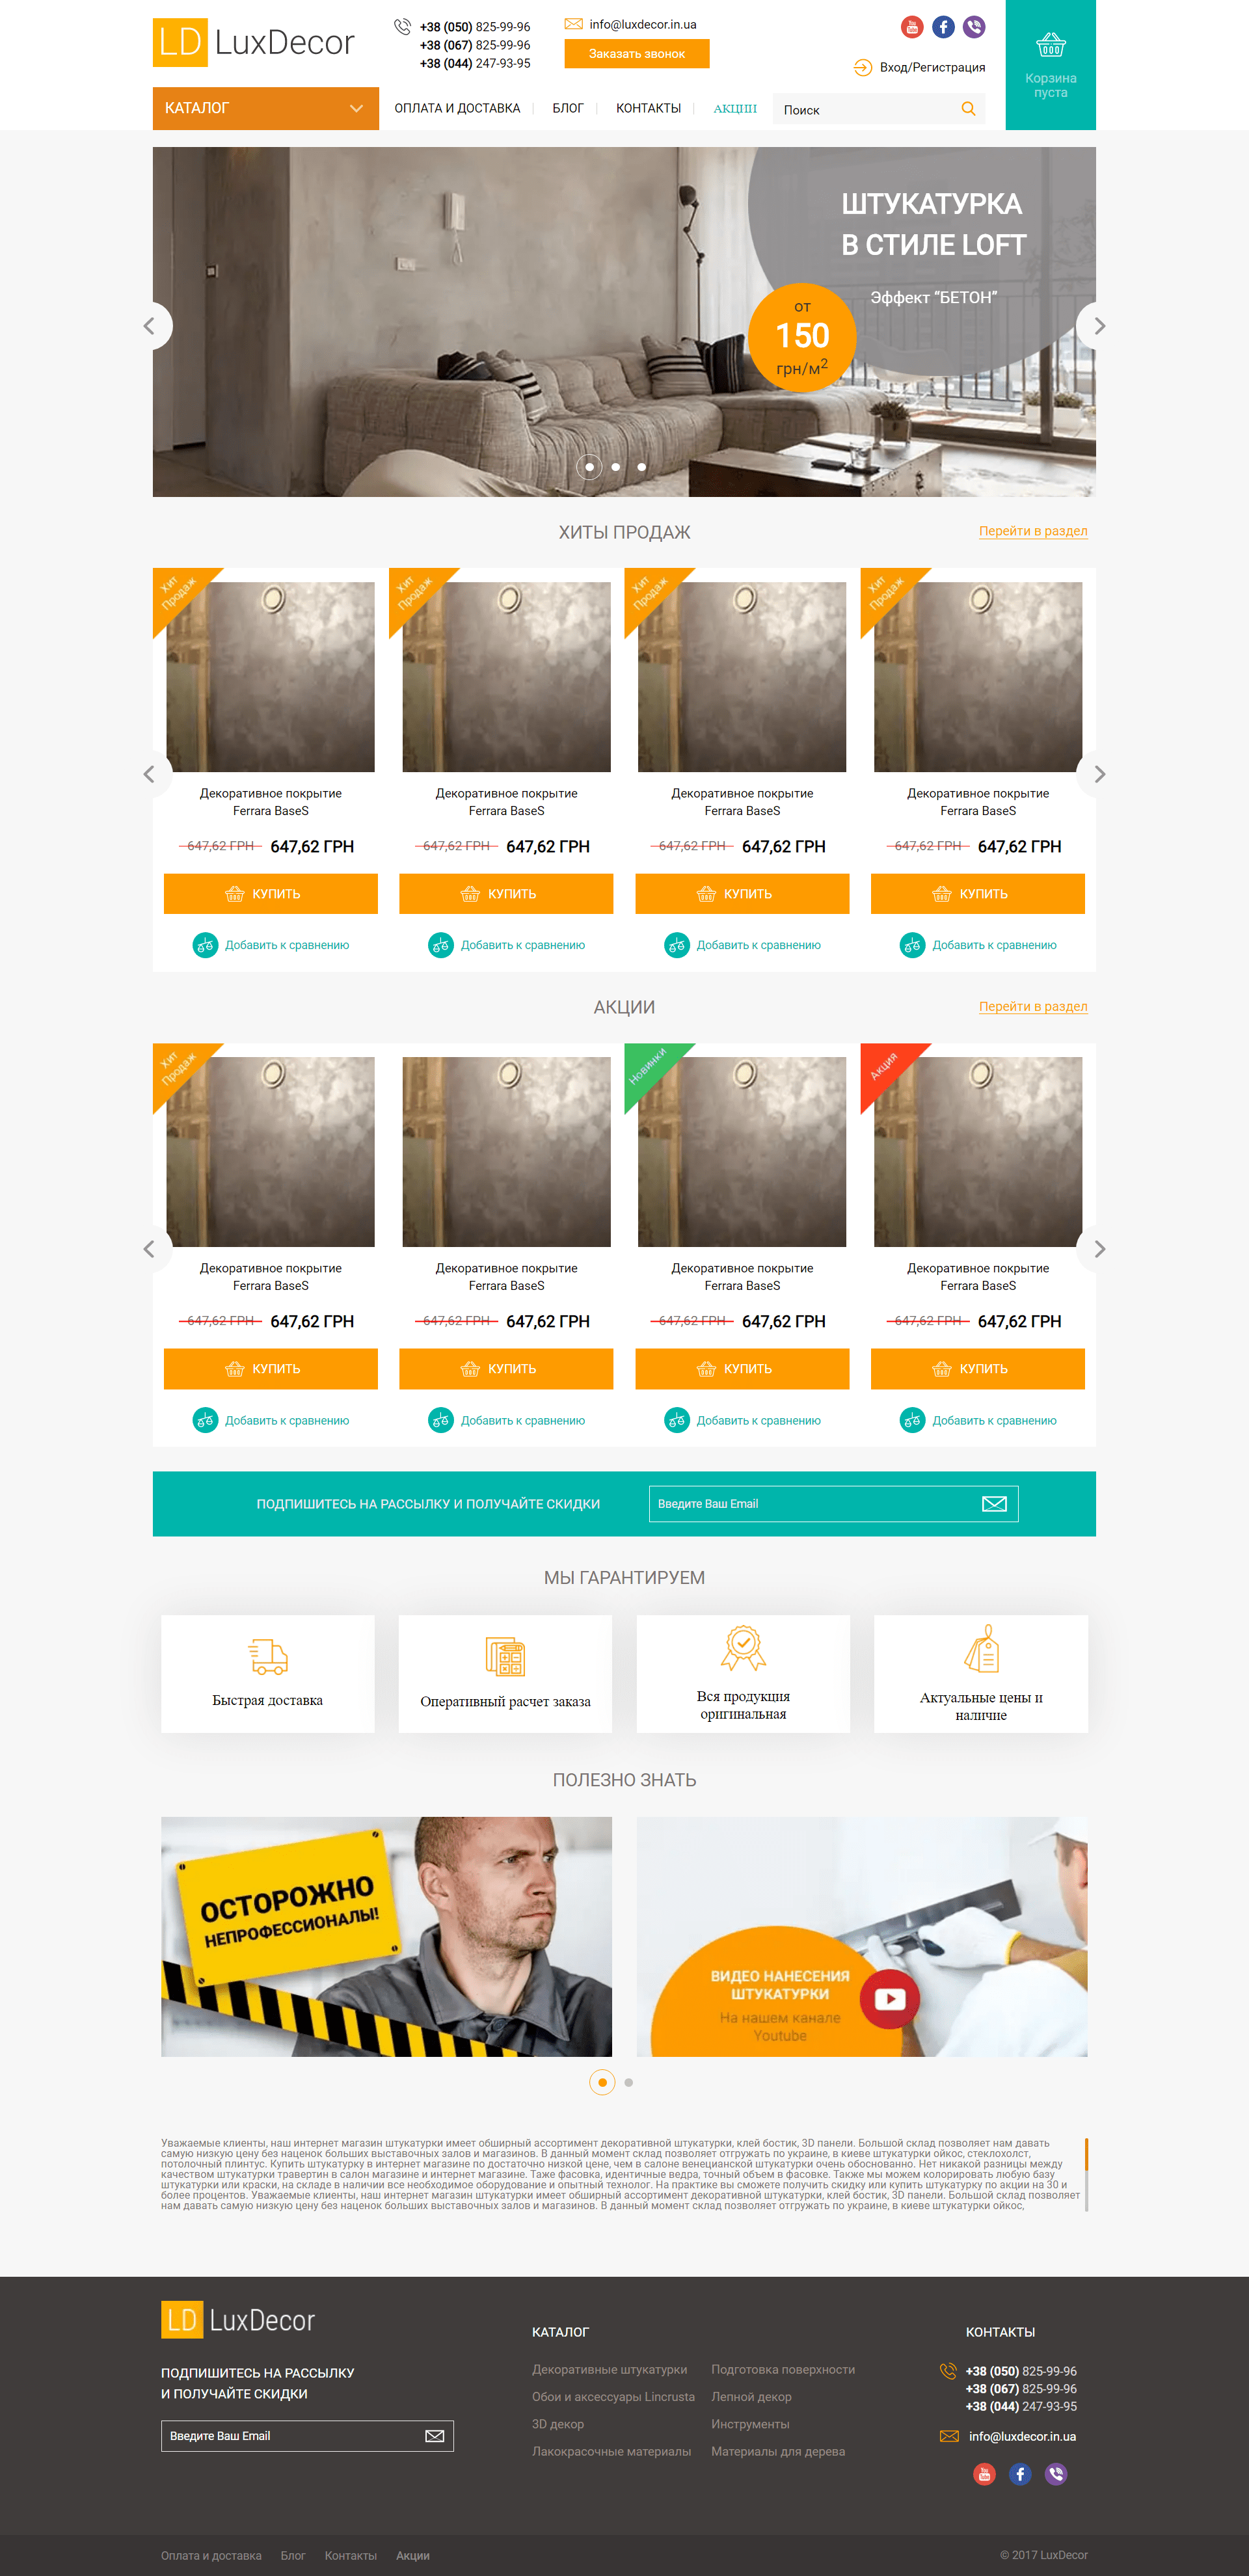 LD LuxDecor
+38 (050) 825-99-96
+38 (067) 825-99-96
+38 (044) 247-93-95
info@luxdecor.in.ua
Заказать звонок
Вход/Регистрация
Корзина
пуста
КАТАЛОГ
ОПЛАТА И ДОСТАВКА
БЛОГ
КОНТАКТЫ
АКЦИИ
Поиск
ШТУКАТУРКА
В СТИЛЕ LOFT
Эффект “БЕТОН”
от
150
грн/м2
ХИТЫ ПРОДАЖ
Перейти в раздел
Хит
Продаж
Хит
Продаж
Хит
Продаж
Хит
Продаж
Декоративное покрытие
Ferrara BaseS
Декоративное покрытие
Ferrara BaseS
Декоративное покрытие
Ferrara BaseS
Декоративное покрытие
Ferrara BaseS
647,62 ГРН 647,62 ГРН
647,62 ГРН 647,62 ГРН
647,62 ГРН 647,62 ГРН
647,62 ГРН 647,62 ГРН
КУПИТЬ
КУПИТЬ
КУПИТЬ
КУПИТЬ
Добавить к сравнению
Добавить к сравнению
Добавить к сравнению
Добавить к сравнению
АКЦИИ
Перейти в раздел
Хит
Продаж
Новинки
Акция
Декоративное покрытие
Ferrara BaseS
Декоративное покрытие
Ferrara BaseS
Декоративное покрытие
Ferrara BaseS
Декоративное покрытие
Ferrara BaseS
647,62 ГРН 647,62 ГРН
647,62 ГРН 647,62 ГРН
647,62 ГРН 647,62 ГРН
647,62 ГРН 647,62 ГРН
КУПИТЬ
КУПИТЬ
КУПИТЬ
КУПИТЬ
Добавить к сравнению
Добавить к сравнению
Добавить к сравнению
Добавить к сравнению
ПОДПИШИТЕСЬ НА РАССЫЛКУ И ПОЛУЧАЙТЕ СКИДКИ
Введите Ваш Email
МЫ ГАРАНТИРУЕМ
Быстрая доставка
Оперативный расчет заказа
Вся продукция
оригинальная
Актуальные цены и
наличие
ПОЛЕЗНО ЗНАТЬ
ОСТОРОЖНО
НЕПРОФЕССИОНАЛЫ!
ВИДЕО НАНЕСЕНИЯ
ШТУКАТУРКИ
На нашем канале
Youtube
Уважаемые клиенты, наш интернет магазин штукатурки имеет обширный ассортимент декоративной штукатурки, клей бостик, 3D панели. Большой склад позволяет нам давать
самую низкую цену без наценок больших выставочных залов и магазинов. В данный момент склад позволяет отгружать по украине, в киеве штукатурки ойкос, стеклохолст,
потолочный плинтус. Купить штукатурку в интернет магазине по достаточно низкой цене, чем в салоне венецианской штукатурки очень обоснованно. Нет никакой разницы между
качеством штукатурки травертин в салон магазине и интернет магазине. Таже фасовка, идентичные ведра, точный объем в фасовке. Также мы можем колорировать любую базу
штукатурки или краски, на складе в наличии все необходимое оборудование и опытный технолог. На практике вы сможете получить скидку или купить штукатурку по акции на 30 и
более процентов. Уважаемые клиенты, наш интернет магазин штукатурки имеет обширный ассортимент декоративной штукатурки, клей бостик, 3D панели. Большой склад позволяет
нам давать самую низкую цену без наценок больших выставочных залов и магазинов. В данный момент склад позволяет отгружать по украине, в киеве штукатурки ойкос,
LD LuxDecor
ПОДПИШИТЕСЬ НА РАССЫЛКУ
И ПОЛУЧАЙТЕ СКИДКИ
Введите Ваш Email
КАТАЛОГ
Декоративные штукатурки
Обои и аксессуары Lincrusta
3D декор
Лакокрасочные материалы
Подготовка поверхности
Лепной декор
Инструменты
Материалы для дерева
КОНТАКТЫ
+38 (050) 825-99-96
+38 (067) 825-99-96
+38 (044) 247-93-95
info@luxdecor.in.ua
Оплата и доставка
Блог
Контакты
Акции
© 2017 LuxDecor